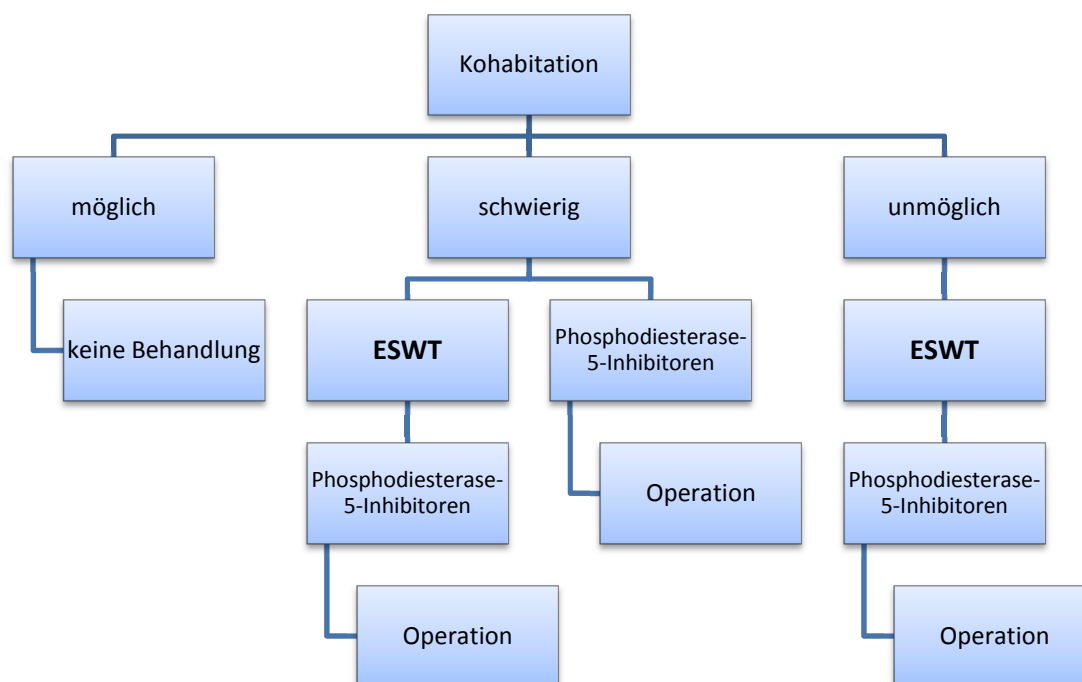 Kohabitation
möglich
schwierig
unmöglich
keine Behandlung
ESWT
Phosphodiesterase-
5-Inhibitoren
ESWT
Phosphodiesterase-
5-Inhibitoren
Operation
Phosphodiesterase-
5-Inhibitoren
Operation
Operation